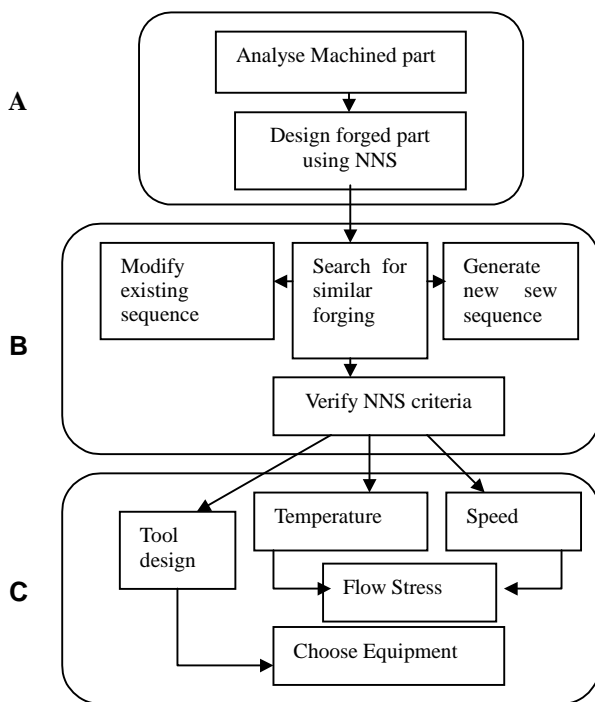 A
Analyse Machined part
Design forged part
using NNS
B
Modify
existing
sequence
Search for
similar
forging
Generate
new sew
sequence
Verify NNS criteria
C
Tool
design
Temperature
Speed
Flow Stress
Choose Equipment